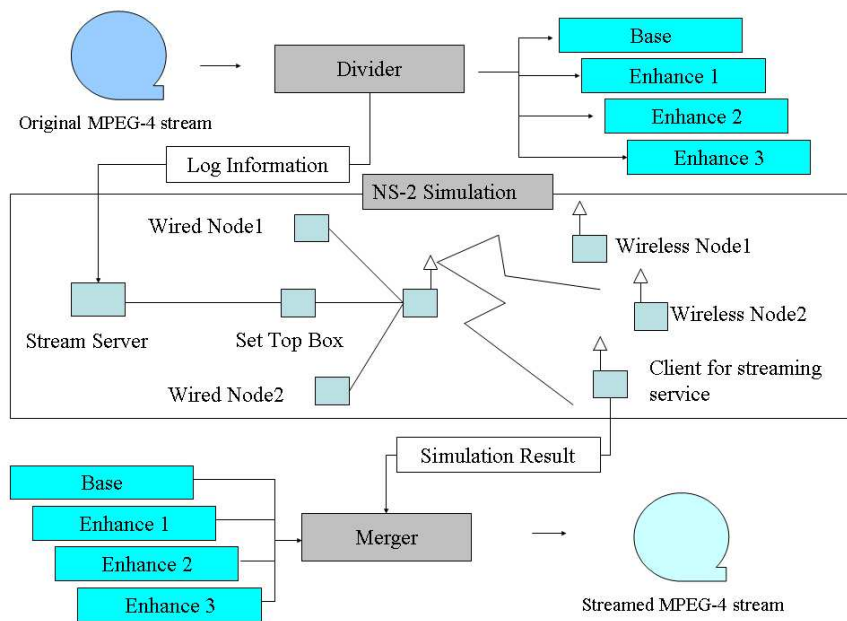 Base
Divider
Enhance 1
Original MPEG-4 stream
Enhance 2
Log Information
Enhance 3
NS-2 Simulation
Wired Node1
Wireless Node1
Wireless Node2
Stream Server
Set Top Box
Wired Node2
Client for streaming
service
Simulation Result
Base
Enhance 1
Merger
Enhance 2
Enhance 3
Streamed MPEG-4 stream